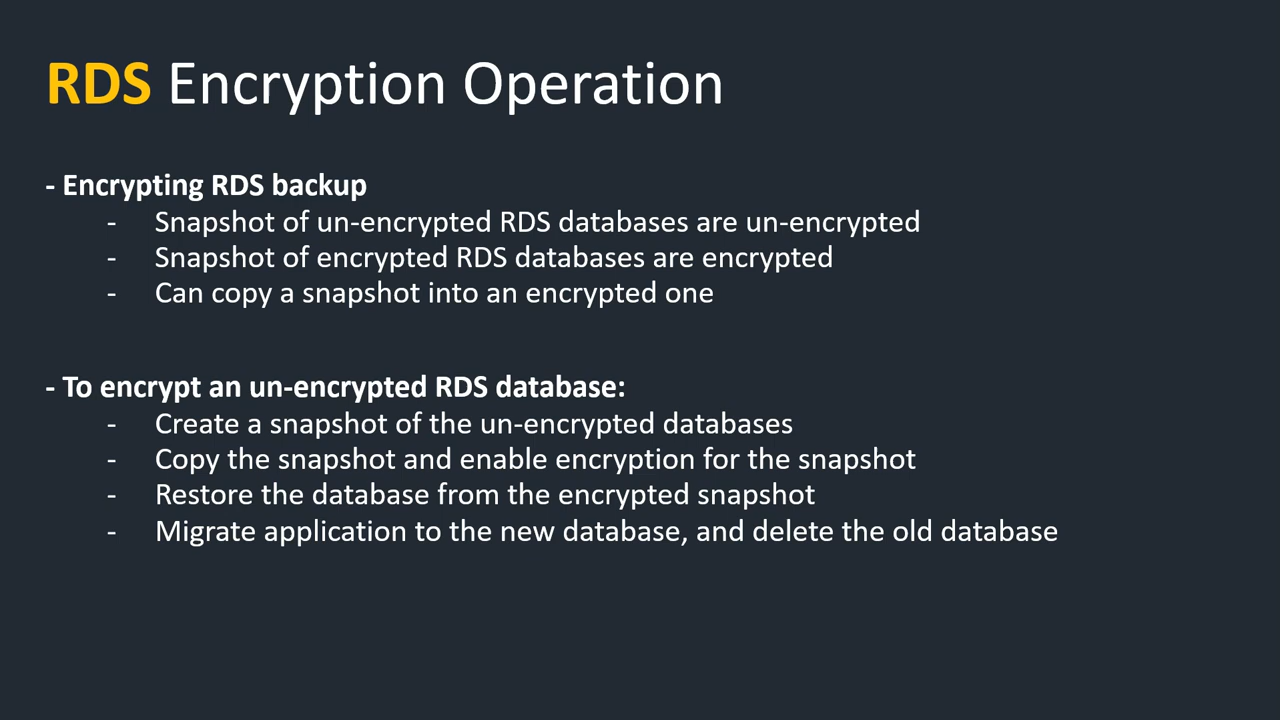 RDS Encryption Operation
- Encrypting RDS backup
- Snapshot of un-encrypted RDS databases are un-encrypted
- Snapshot of encrypted RDS databases are encrypted
- Can copy a snapshot into an encrypted one
- To encrypt an un-encrypted RDS database:
- Create a snapshot of the un-encrypted databases
- Copy the snapshot and enable encryption for the snapshot
- Restore the database from the encrypted snapshot
- Migrate application to the new database, and delete the old database